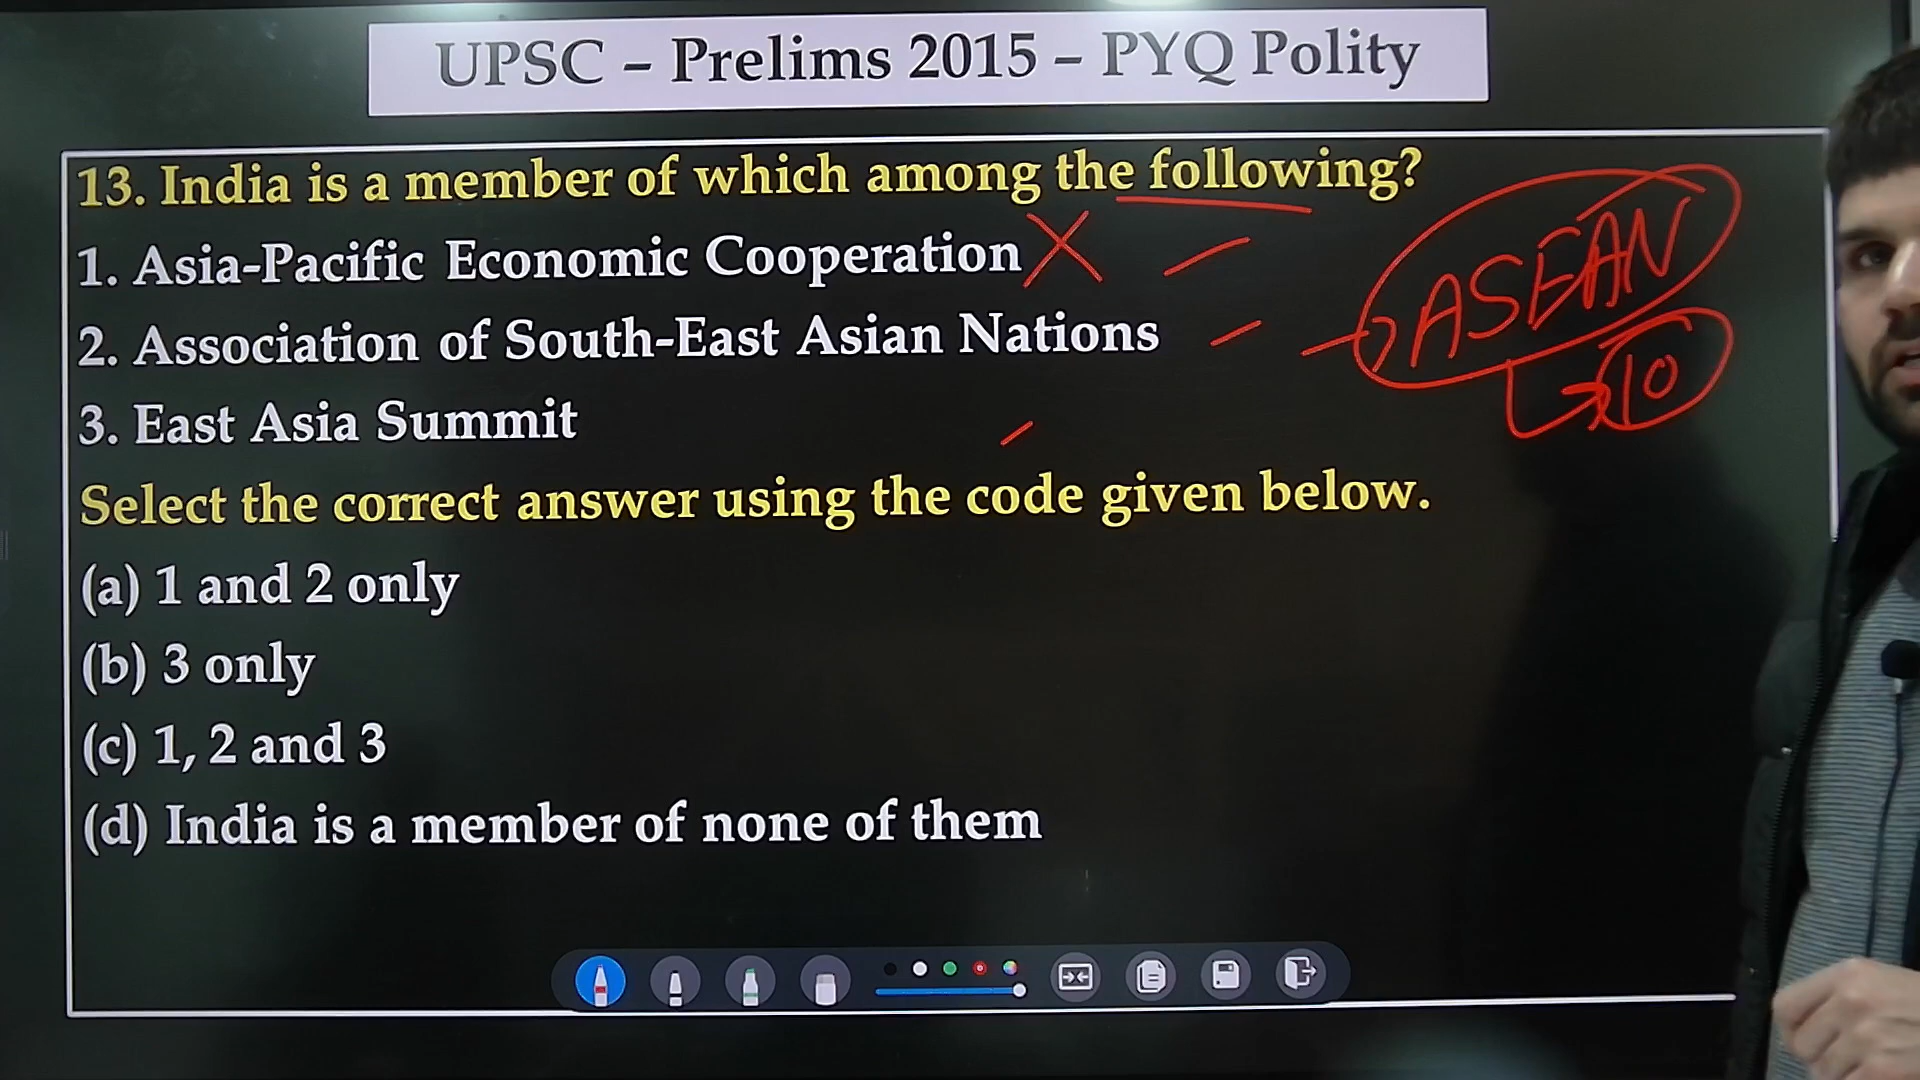 UPSC – Prelims 2015 – PYQ Polity
13. India is a member of which among the following?
1. Asia-Pacific Economic Cooperation
2. Association of South-East Asian Nations
ASEAN
10
3. East Asia Summit
Select the correct answer using the code given below.
(a) 1 and 2 only
(b) 3 only
(c) 1, 2 and 3
(d) India is a member of none of them